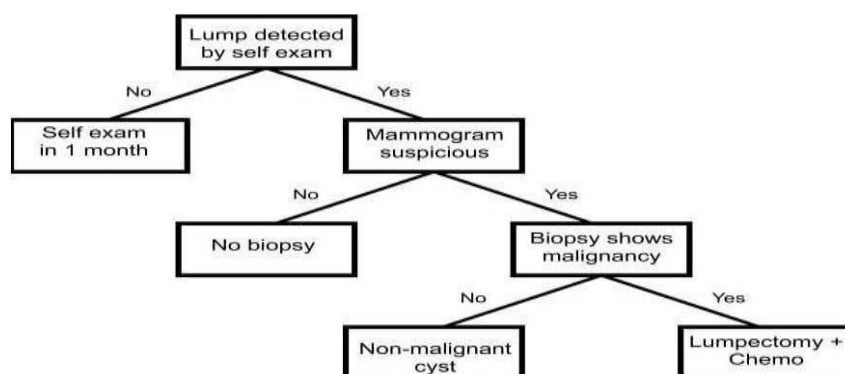 Lump detected
by self exam
No
Yes
Self exam
in 1 month
Mammogram
suspicious
No
Yes
No biopsy
Biopsy shows
malignancy
No
Yes
Non-malignant
cyst
Lumpectomy +
Chemo